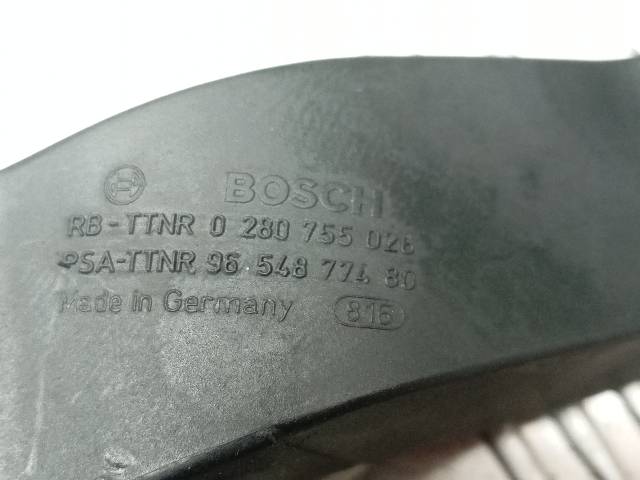 BOSCH
RB-TTNR 0 280 755 026
PSA-TTNR 96 548 774 80
Made in Germany 816